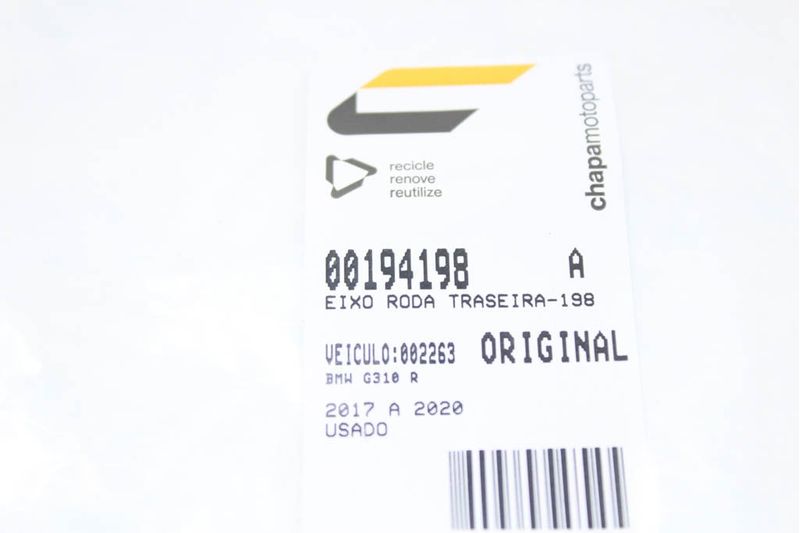 chapamotoparts
recicle
renove
reutilize
00194198 A
EIXO RODA TRASEIRA-198
VEICULO:002263 ORIGINAL
BMW G310 R
2017 A 2020
USADO